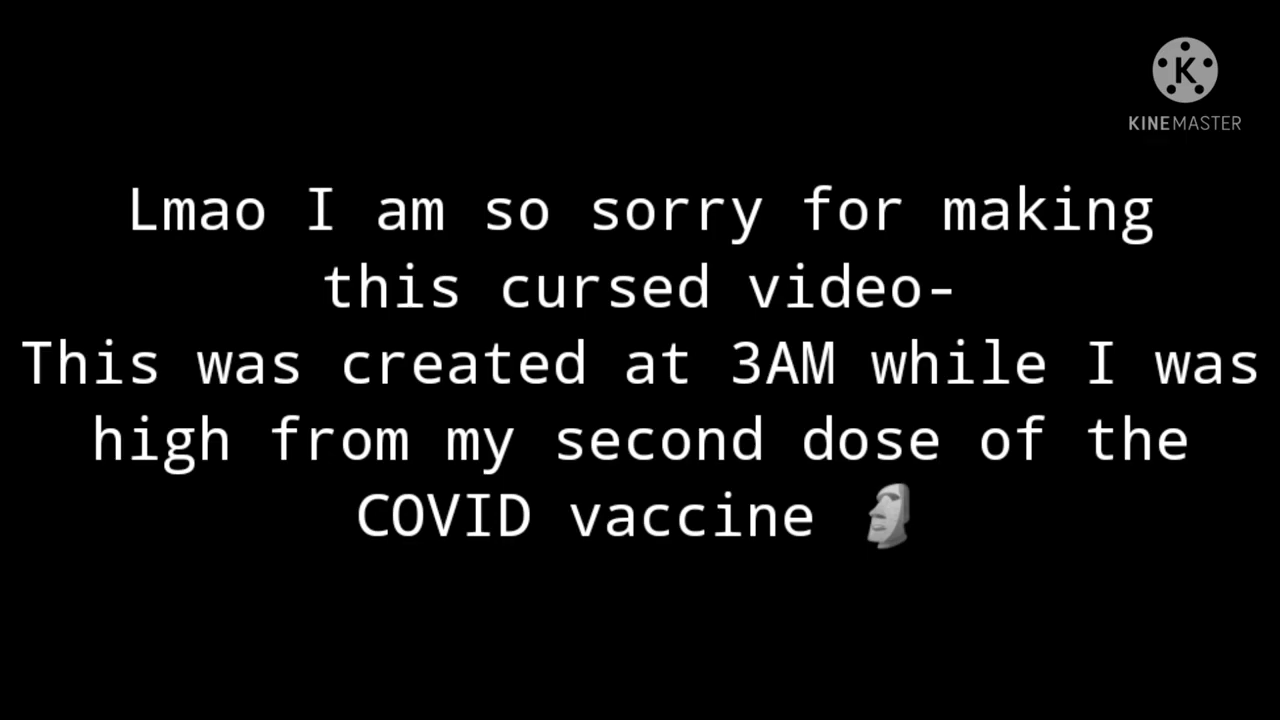 K
KINEMASTER
Lmao I am so sorry for making
this cursed video-
This was created at 3AM while I was
high from my second dose of the
COVID vaccine 🗿